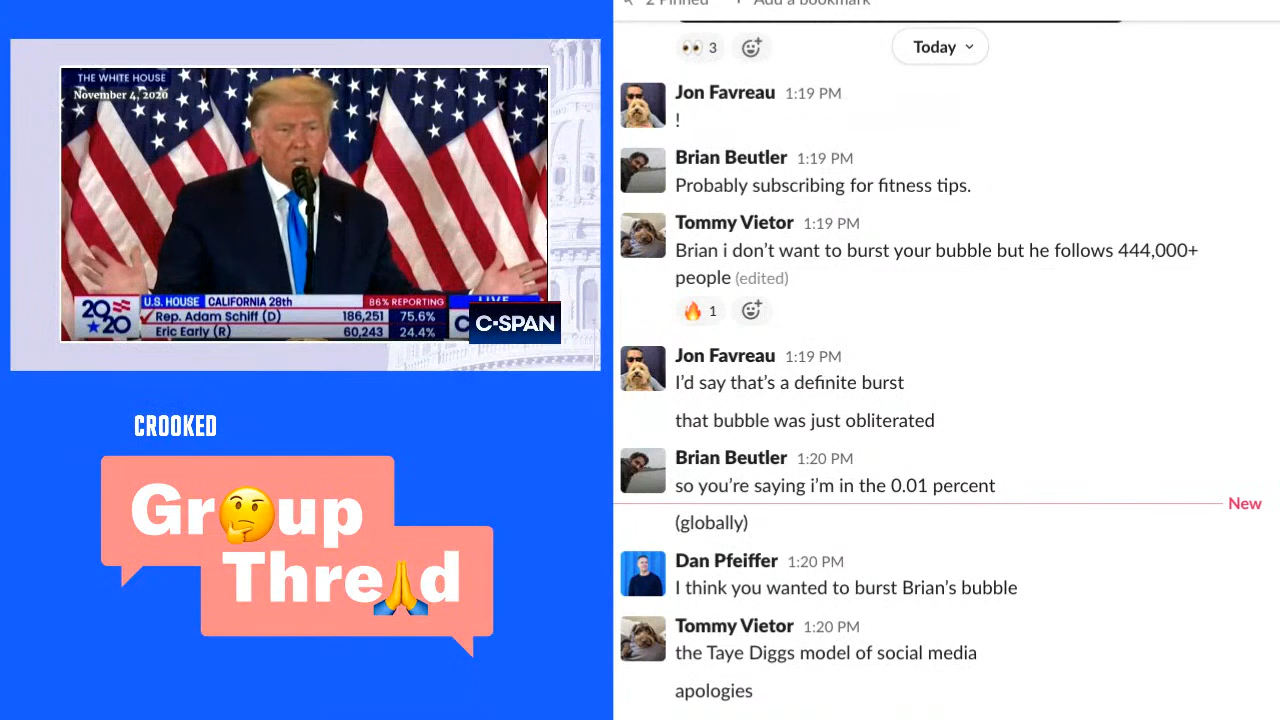 THE WHITE HOUSE
November 4, 2020
2020
U.S. HOUSE CALIFORNIA 28th 86% REPORTING LIVE
Rep. Adam Schiff (D) 186,251 75.6%
Eric Early (R) 60,243 24.4%
C-SPAN
CROOKED
Gr🤔up
Thre🙏d
2 Pinned + Add a bookmark
👀 3
Today
Jon Favreau 1:19 PM
!
Brian Beutler 1:19 PM
Probably subscribing for fitness tips.
Tommy Vietor 1:19 PM
Brian i don't want to burst your bubble but he follows 444,000+
people (edited)
🔥 1
Jon Favreau 1:19 PM
I'd say that's a definite burst
that bubble was just obliterated
Brian Beutler 1:20 PM
so you're saying i'm in the 0.01 percent
New
(globally)
Dan Pfeiffer 1:20 PM
I think you wanted to burst Brian's bubble
Tommy Vietor 1:20 PM
the Taye Diggs model of social media
apologies